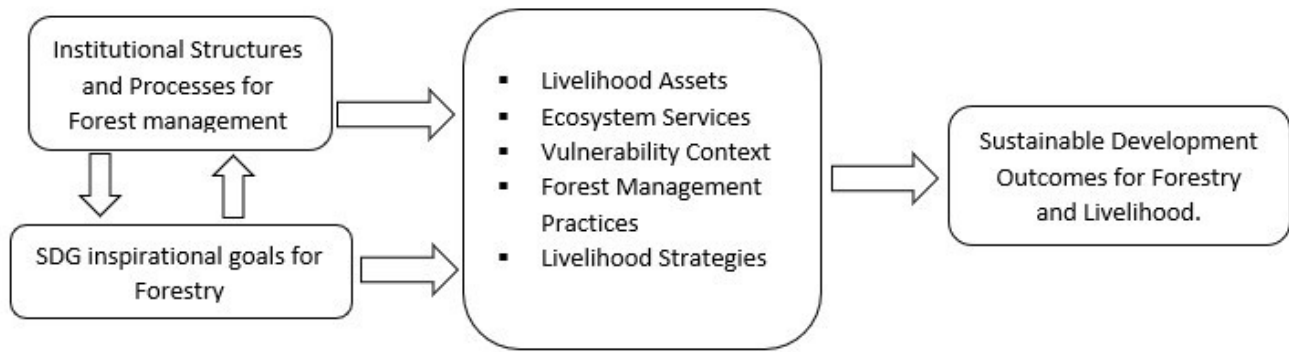 Institutional Structures
and Processes for
Forest management
SDG inspirational goals for
Forestry
▪ Livelihood Assets
▪ Ecosystem Services
▪ Vulnerability Context
▪ Forest Management
Practices
▪ Livelihood Strategies
Sustainable Development
Outcomes for Forestry
and Livelihood.